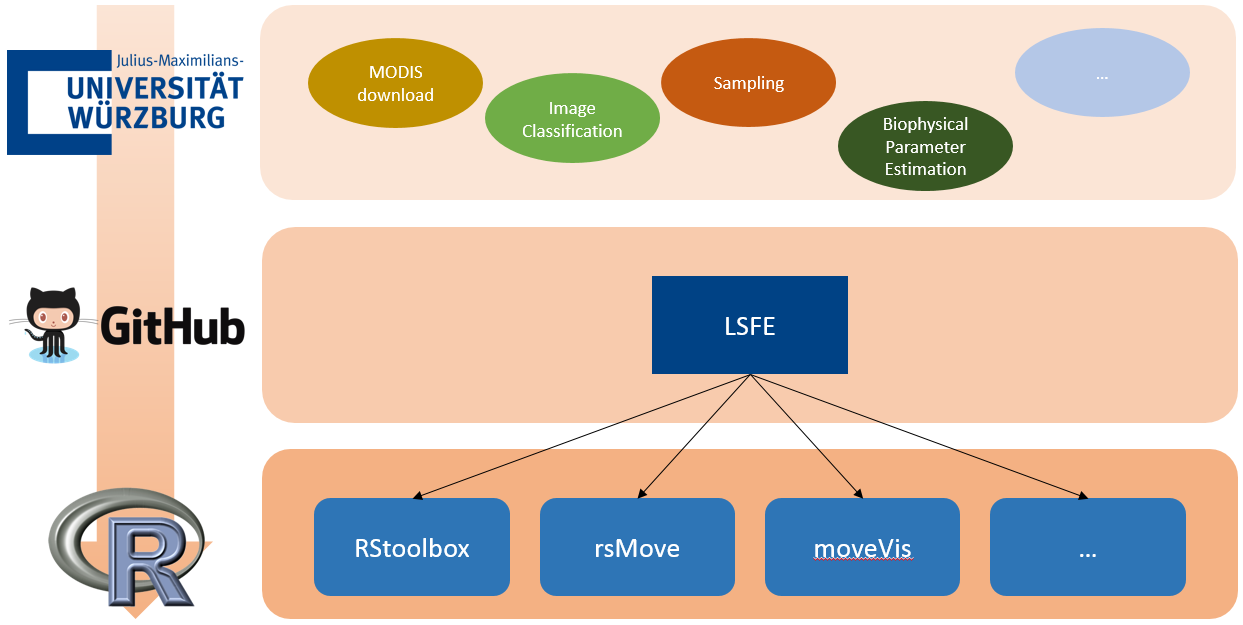 Julius-Maximilians-
UNIVERSITÄT
WÜRZBURG
MODIS
download
Image
Classification
Sampling
Biophysical
Parameter
Estimation
...
GitHub
LSFE
R
RStoolbox
rsMove
moveVis
...